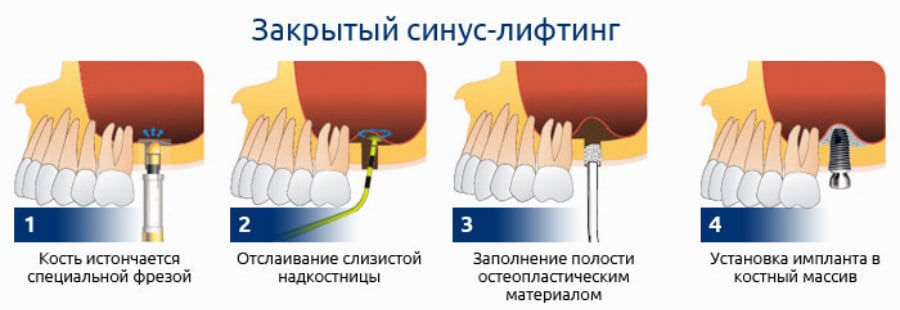 Закрытый синус-лифтинг
1
2
3
4
Кость истончается
специальной фрезой
Отслаивание слизистой
надкостницы
Заполнение полости
остеопластическим
материалом
Установка импланта в
костный массив